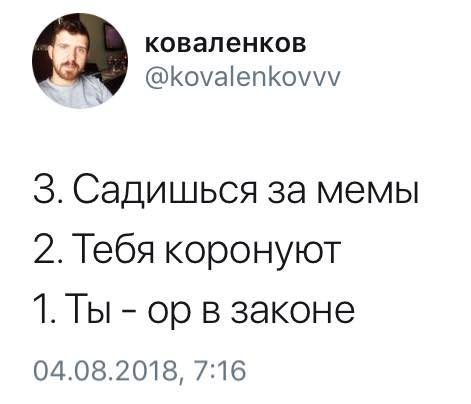 коваленков
@kovalenkovvv
3. Садишься за мемы
2. Тебя коронуют
1. Ты - ор в законе
04.08.2018, 7:16